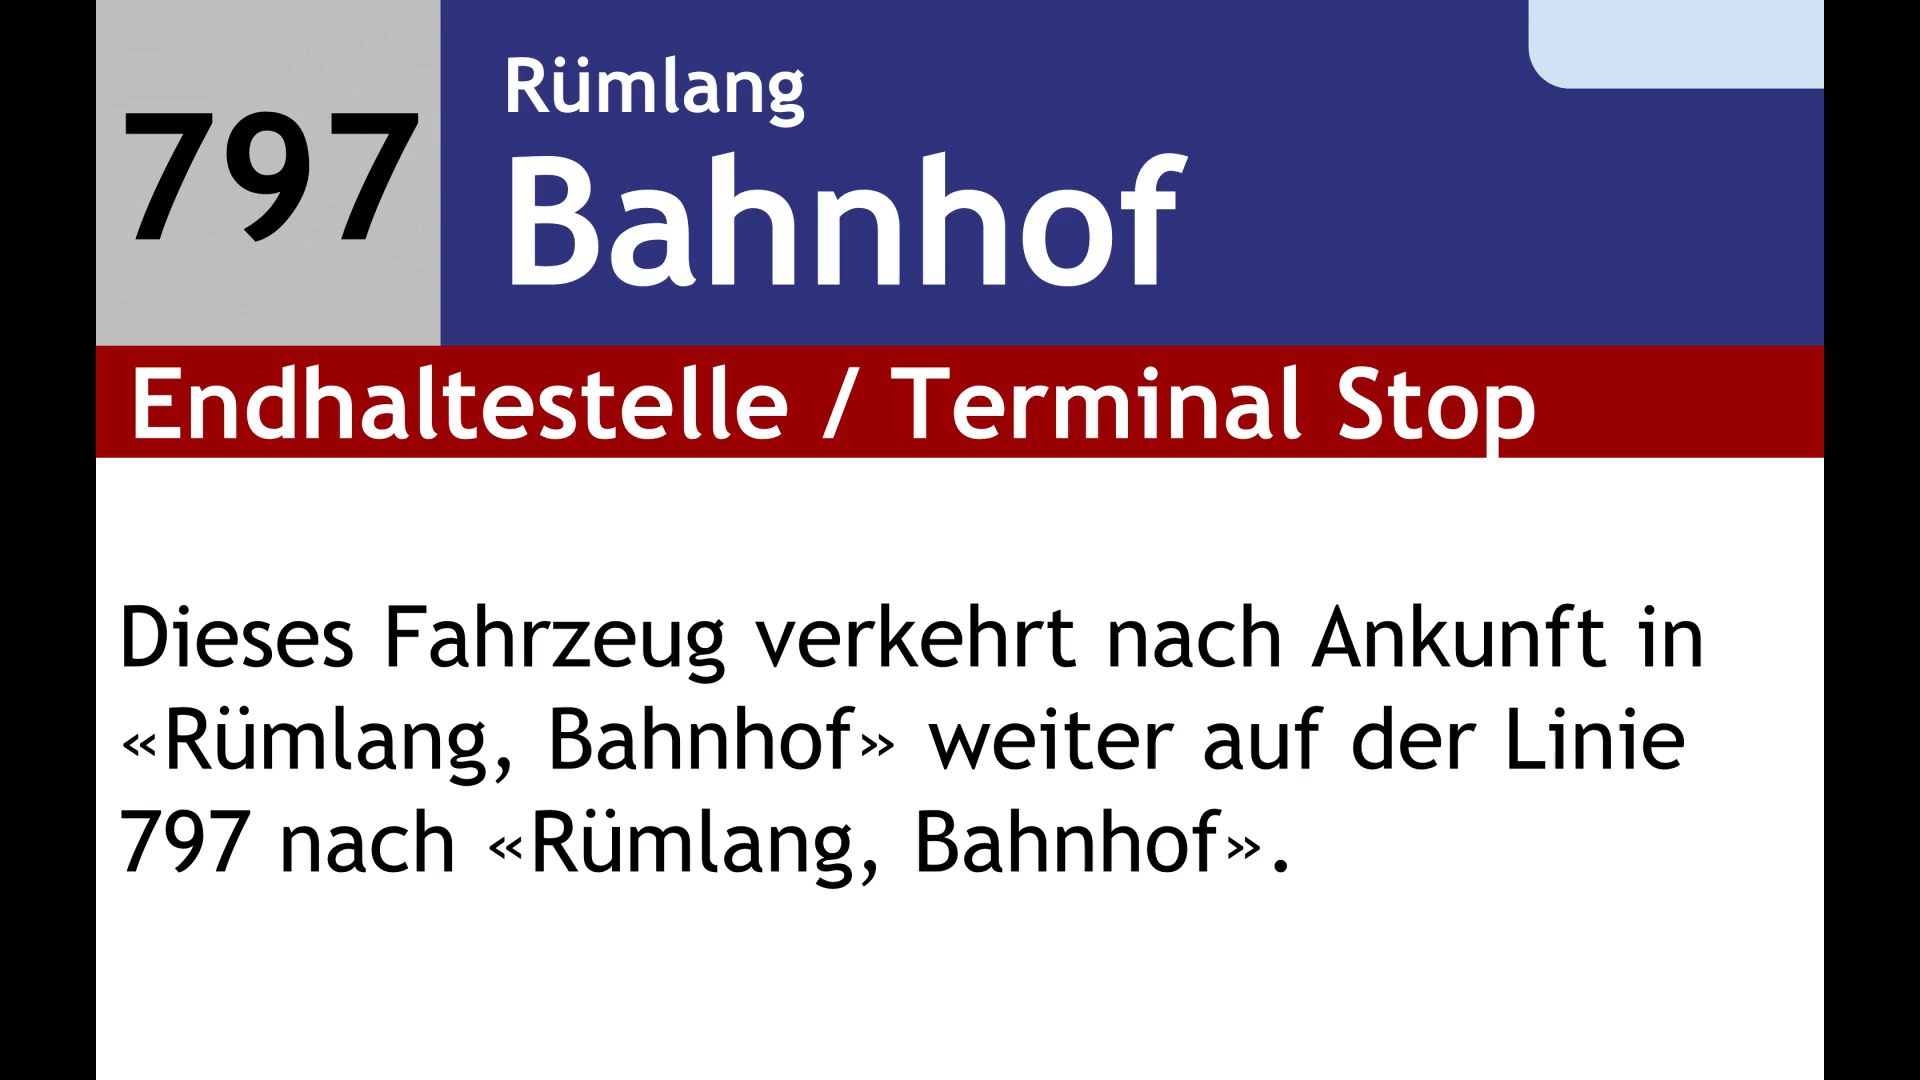 797
Rümlang
Bahnhof
Endhaltestelle / Terminal Stop
Dieses Fahrzeug verkehrt nach Ankunft in
«Rümlang, Bahnhof» weiter auf der Linie
797 nach «Rümlang, Bahnhof».